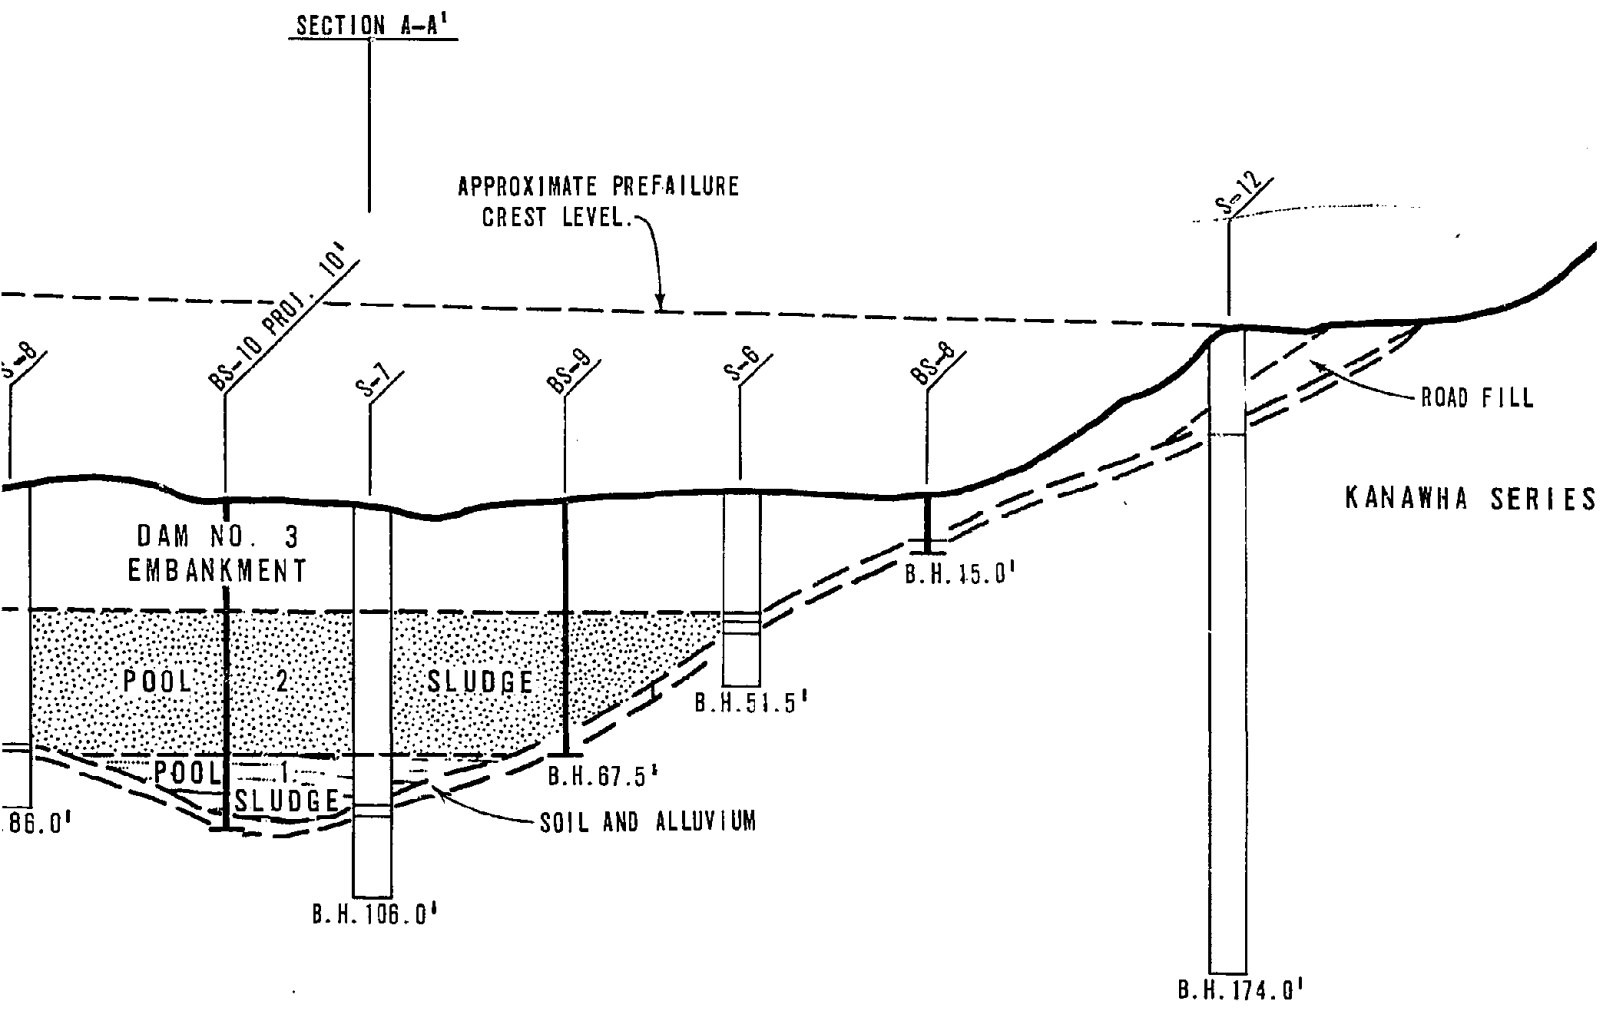 SECTION A-A'
APPROXIMATE PREFAILURE
CREST LEVEL.
S-12
BS-10 PROJ. 10'
S-8
S-7
BS-9
S-6
BS-8
ROAD FILL
KANAWHA SERIES
DAM NO. 3
EMBANKMENT
B.H.15.0'
POOL 2 SLUDGE
B.H.51.5'
POOL 1.
SLUDGE
B.H.67.5'
86.0'
SOIL AND ALLUVIUM
B.H.106.0'
B.H.174.0'